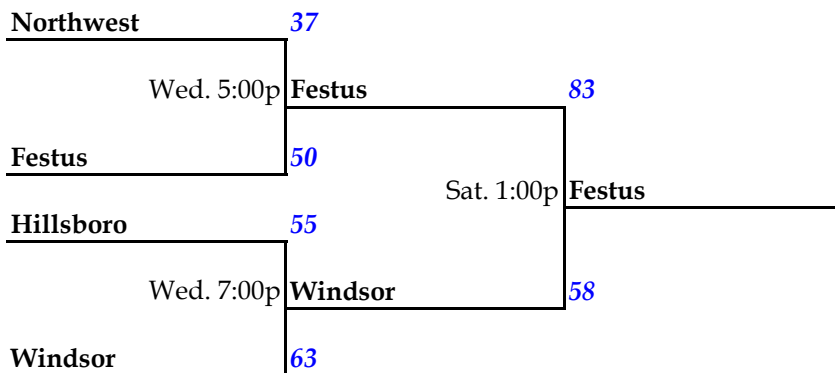 Northwest 37
Wed. 5:00p Festus 83
Festus 50
Sat. 1:00p Festus
Hillsboro 55
Wed. 7:00p Windsor 58
Windsor 63